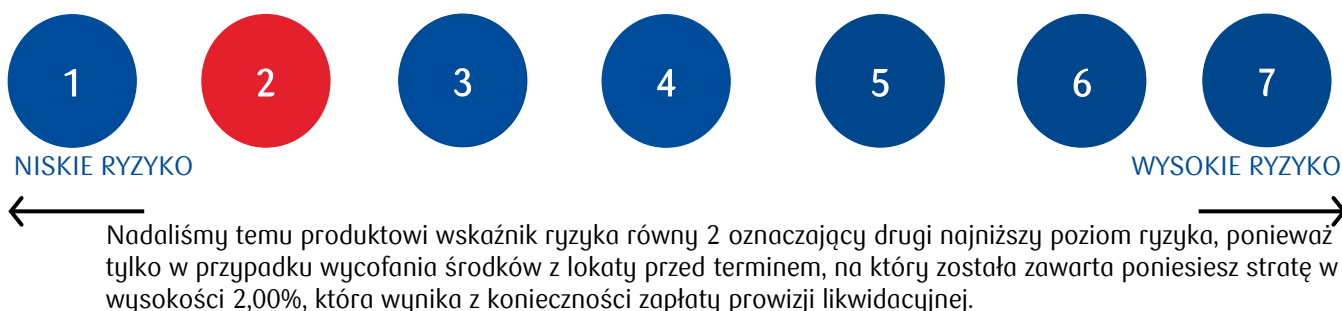 1 2 3 4 5 6 7
NISKIE RYZYKO WYSOKIE RYZYKO
Nadaliśmy temu produktowi wskaźnik ryzyka równy 2 oznaczający drugi najniższy poziom ryzyka, ponieważ
tylko w przypadku wycofania środków z lokaty przed terminem, na który została zawarta poniesiesz stratę w
wysokości 2,00%, która wynika z konieczności zapłaty prowizji likwidacyjnej.